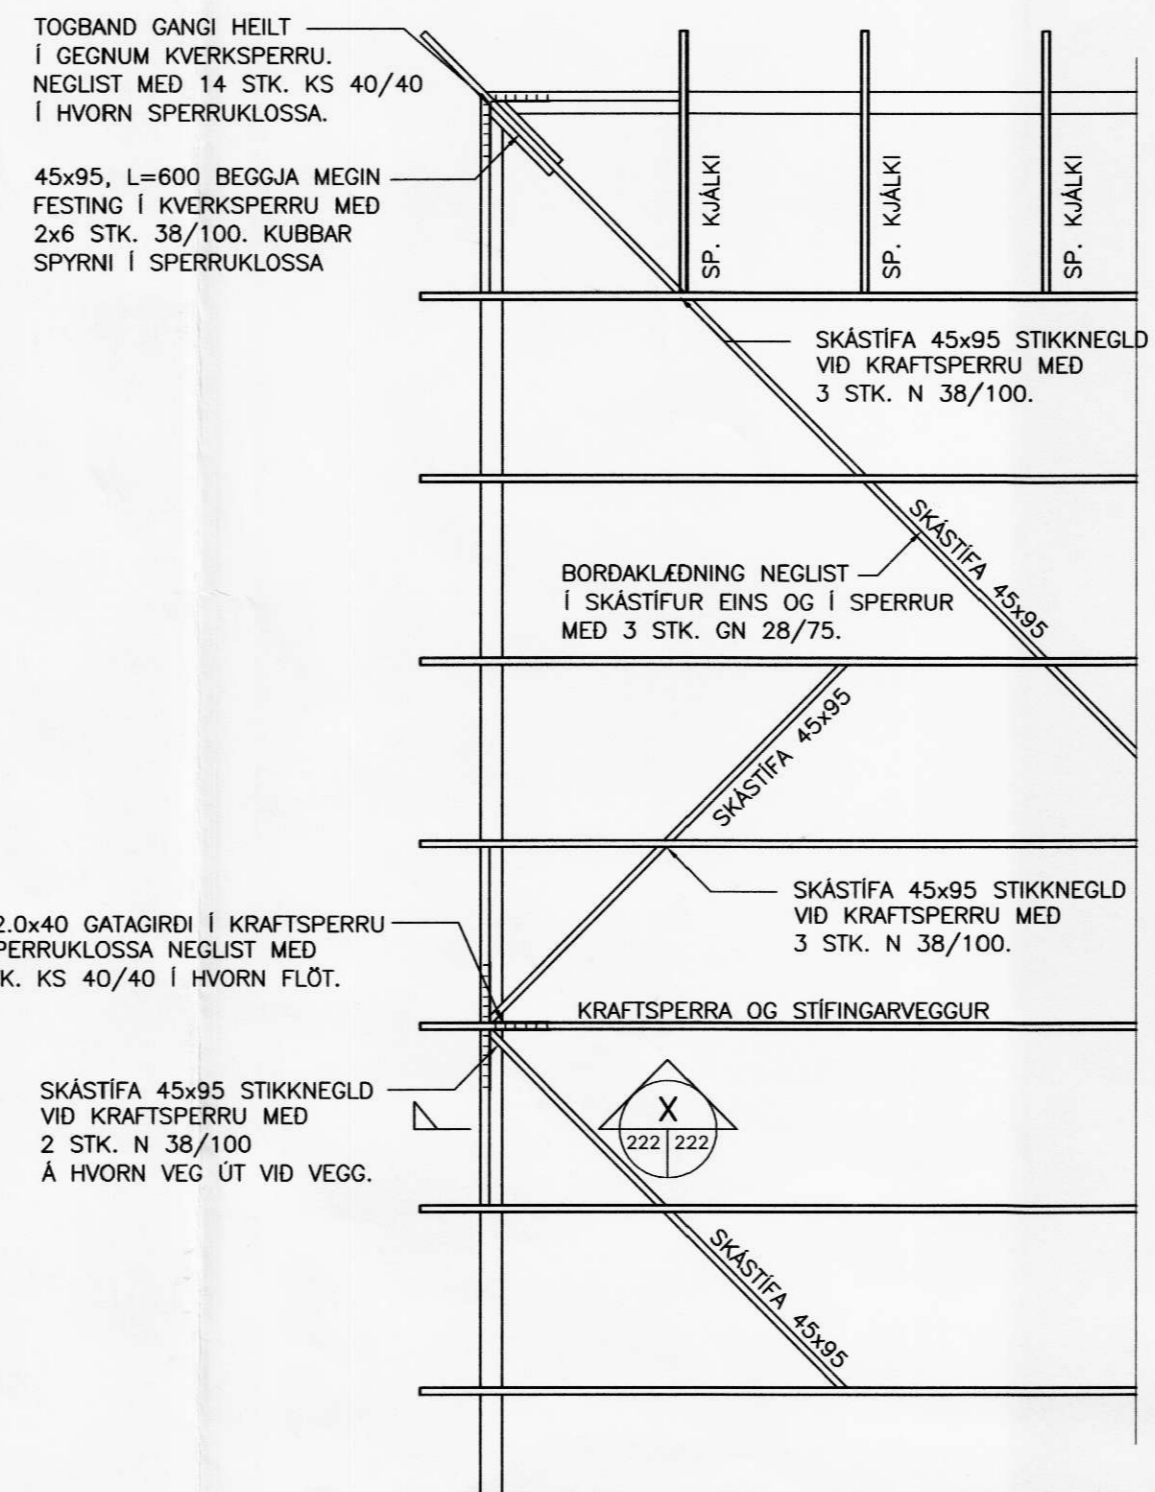 TOGBAND GANGI HEILT
Í GEGNUM KVERKSPERRU.
NEGLIST MEÐ 14 STK. KS 40/40
Í HVORN SPERRUKLOSSA.
45x95, L=600 BEGGJA MEGIN
FESTING Í KVERKSPERRU MEÐ
2x6 STK. 38/100. KUBBAR
SPYRNI Í SPERRUKLOSSA
SP. KJÁLKI
SP. KJÁLKI
SP. KJÁLKI
SKÁSTÍFA 45x95 STIKKNEGLD
VIÐ KRAFTSPERRU MEÐ
3 STK. N 38/100.
SKÁSTÍFA 45x95
BORÐAKLÆÐNING NEGLIST
Í SKÁSTÍFUR EINS OG Í SPERRUR
MEÐ 3 STK. GN 28/75.
SKÁSTÍFA 45x95
SKÁSTÍFA 45x95 STIKKNEGLD
VIÐ KRAFTSPERRU MEÐ
3 STK. N 38/100.
2.0x40 GATAGIRÐI Í KRAFTSPERRU
PERRUKLOSSA NEGLIST MEÐ
K. KS 40/40 Í HVORN FLÖT.
KRAFTSPERRA OG STÍFINGARVEGGUR
SKÁSTÍFA 45x95 STIKKNEGLD
VIÐ KRAFTSPERRU MEÐ
2 STK. N 38/100
Á HVORN VEG ÚT VIÐ VEGG.
X
222 222
SKÁSTÍFA 45x95